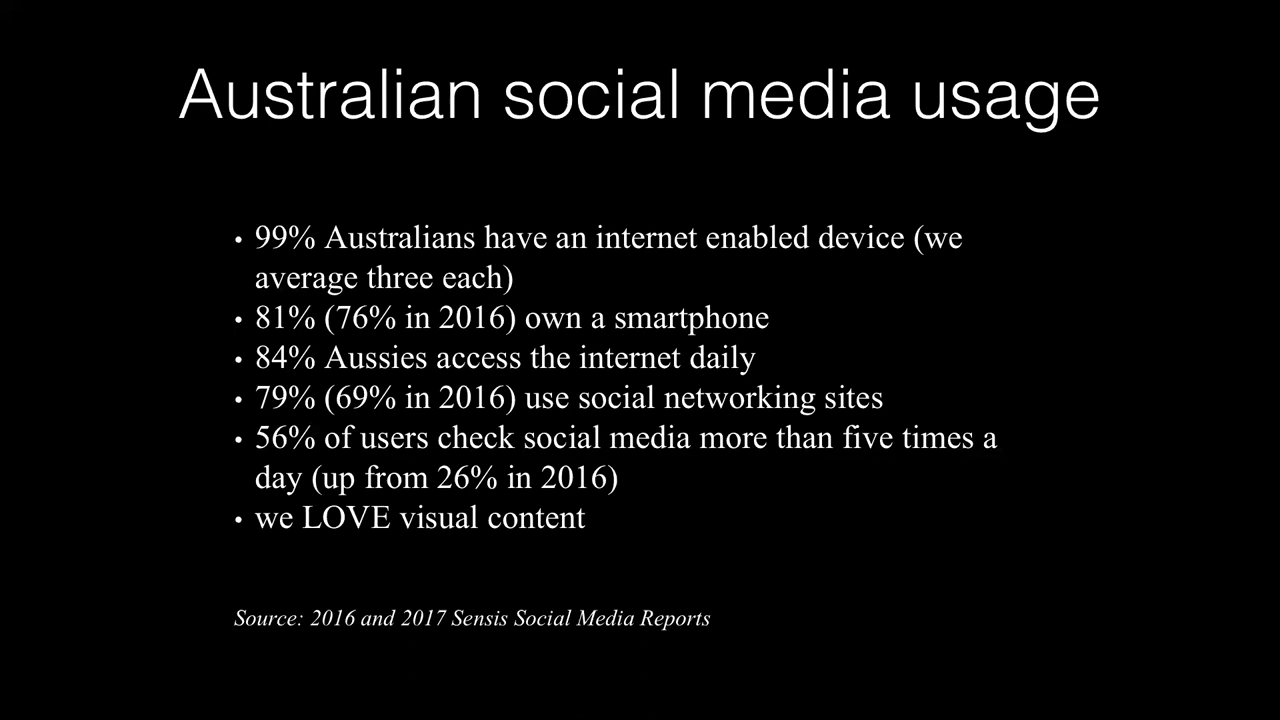 Australian social media usage
• 99% Australians have an internet enabled device (we
average three each)
• 81% (76% in 2016) own a smartphone
• 84% Aussies access the internet daily
• 79% (69% in 2016) use social networking sites
• 56% of users check social media more than five times a
day (up from 26% in 2016)
• we LOVE visual content
Source: 2016 and 2017 Sensis Social Media Reports